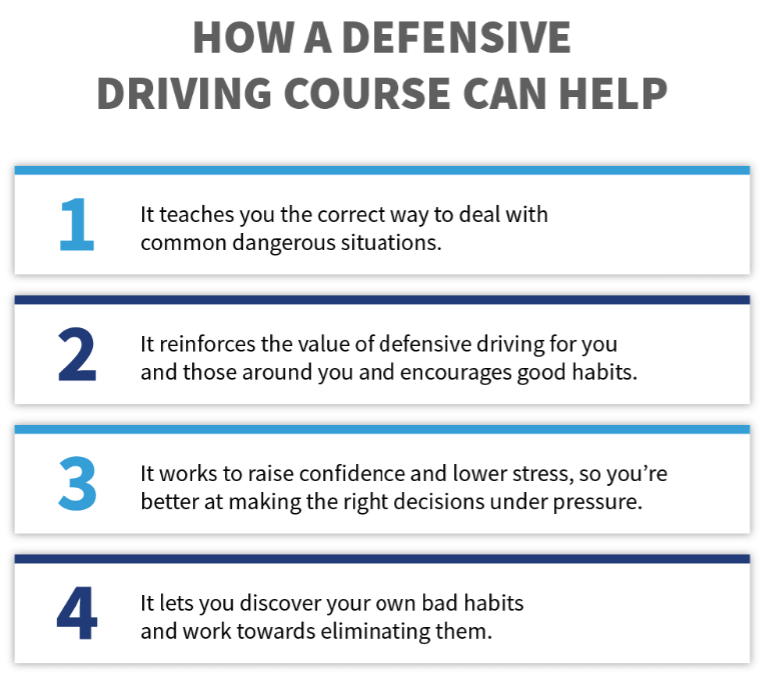 HOW A DEFENSIVE
DRIVING COURSE CAN HELP
1
It teaches you the correct way to deal with
common dangerous situations.
2
It reinforces the value of defensive driving for you
and those around you and encourages good habits.
3
It works to raise confidence and lower stress, so you’re
better at making the right decisions under pressure.
4
It lets you discover your own bad habits
and work towards eliminating them.